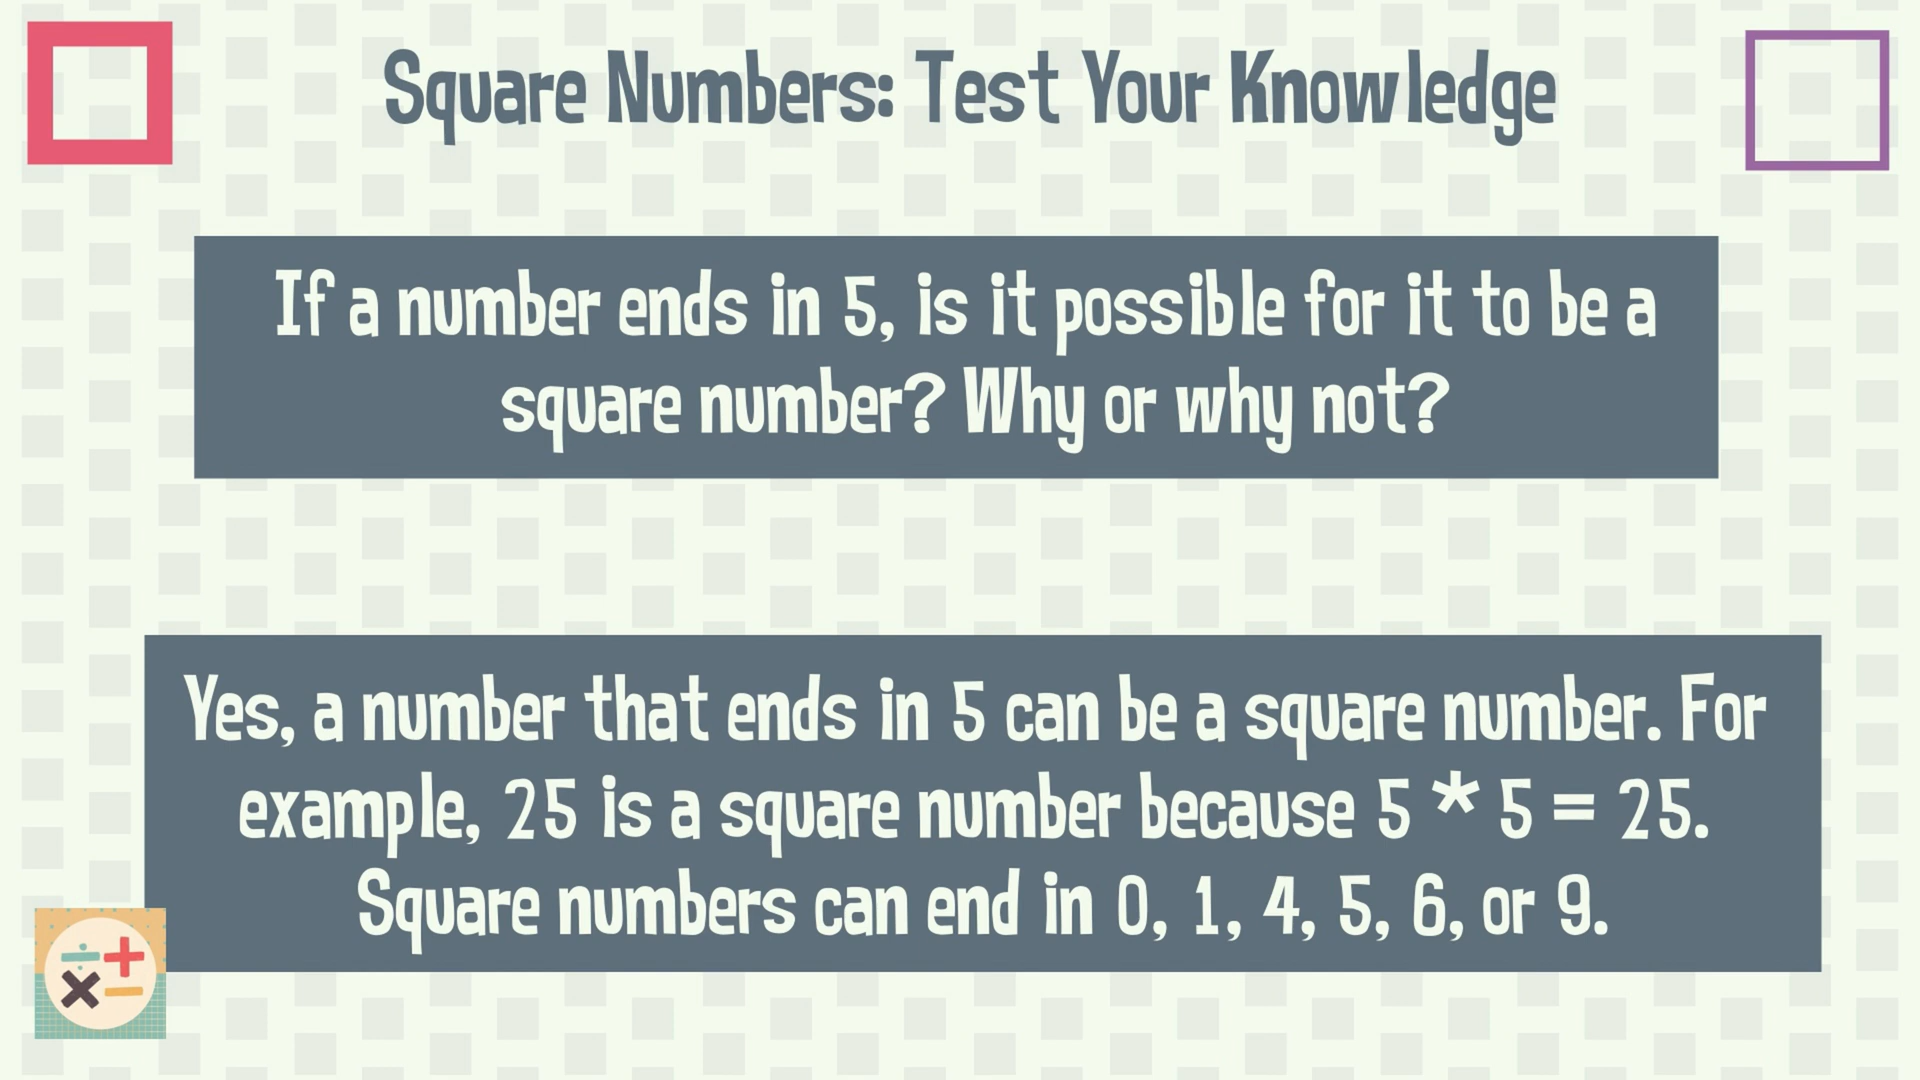 Square Numbers: Test Your Knowledge
If a number ends in 5, is it possible for it to be a
square number? Why or why not?
Yes, a number that ends in 5 can be a square number. For
example, 25 is a square number because 5 * 5 = 25.
Square numbers can end in 0, 1, 4, 5, 6, or 9.